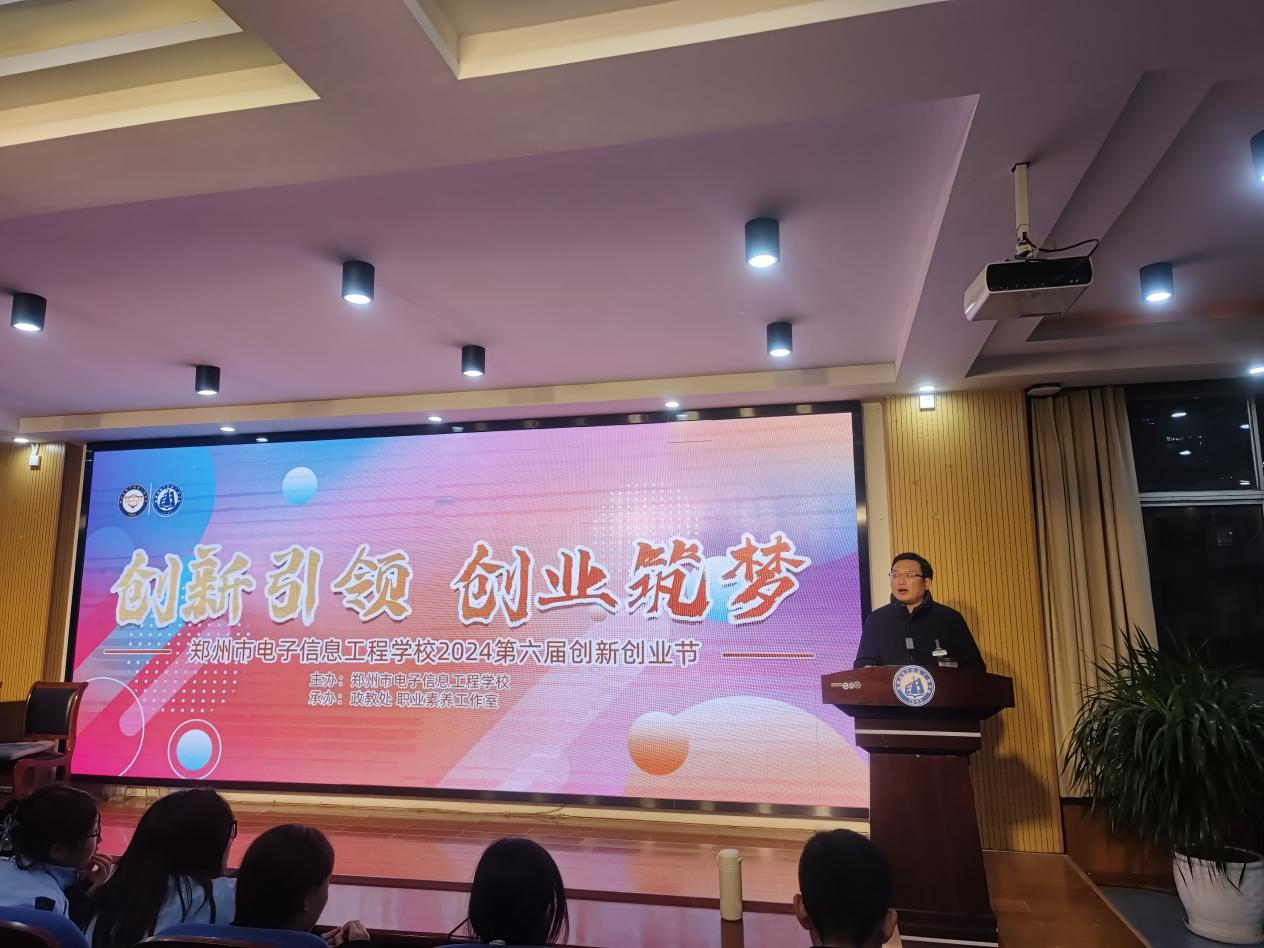 创新引领 创业筑梦
郑州市电子信息工程学校2024第六届创新创业节
主办：郑州市电子信息工程学校
承办：政教处 职业素养工作室